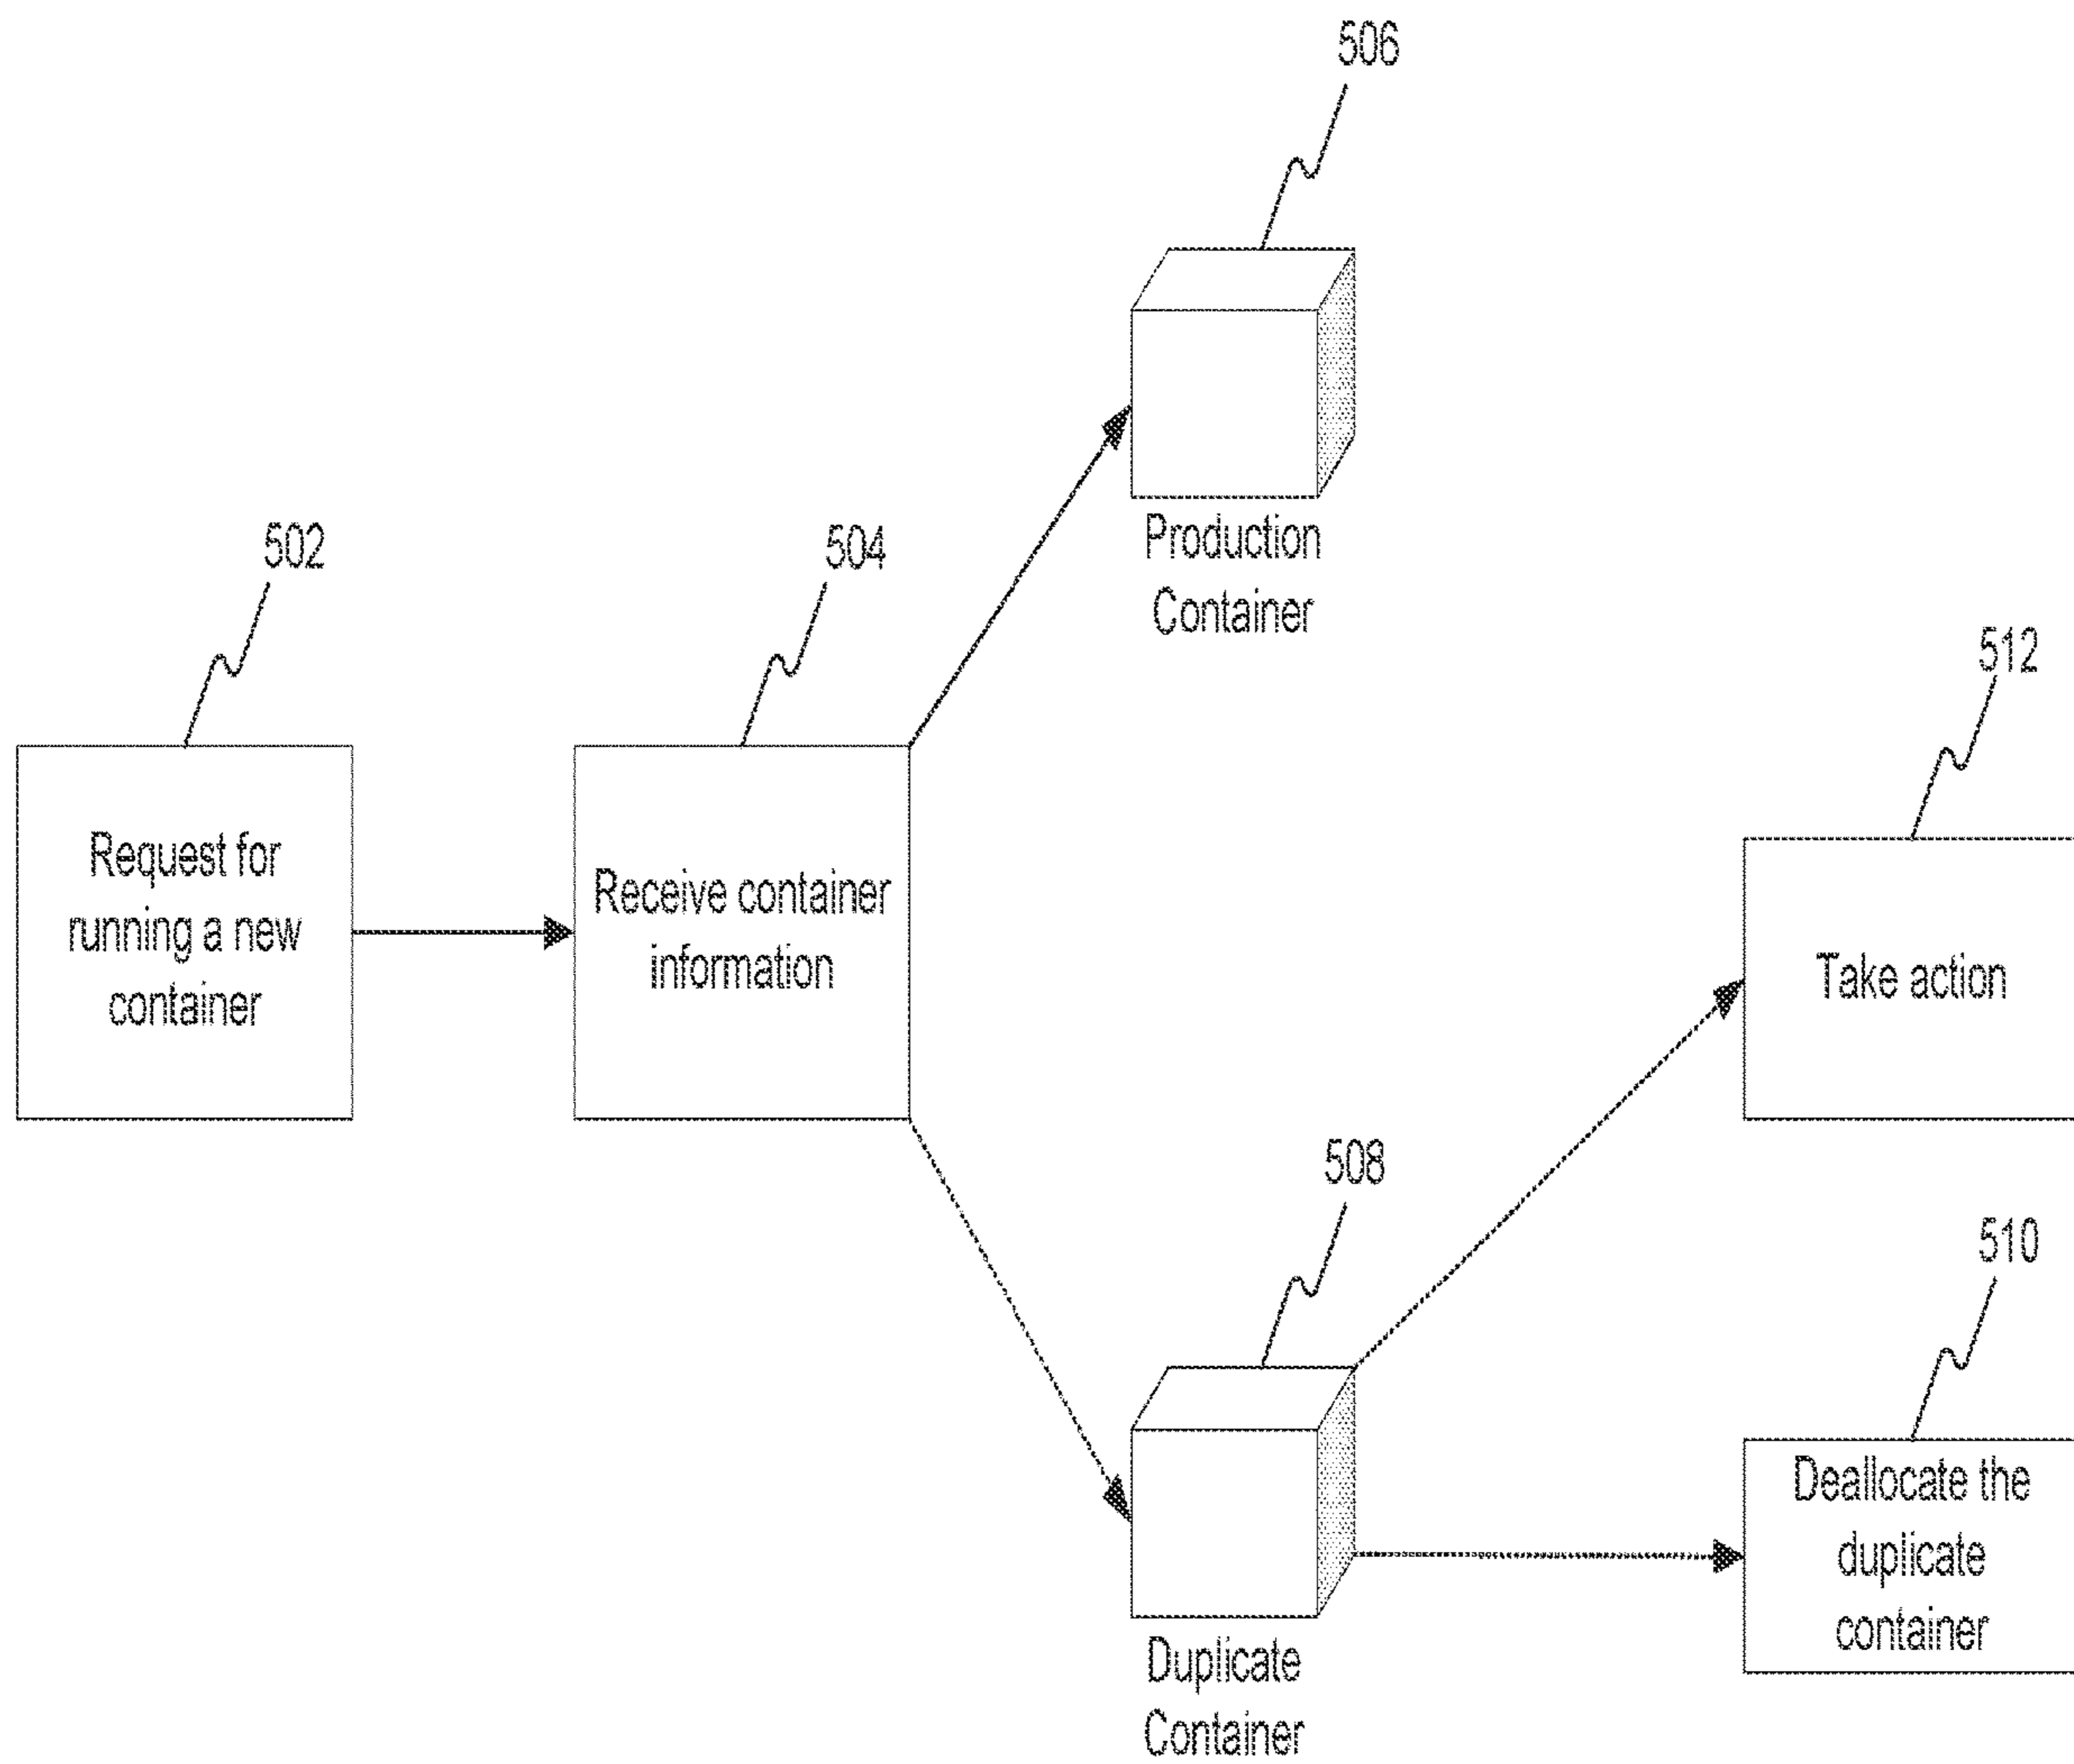 506
Production
Container
502
504
Request for
running a new
container
Receive container
information
512
Take action
508
Duplicate
Container
510
Deallocate the
duplicate
container